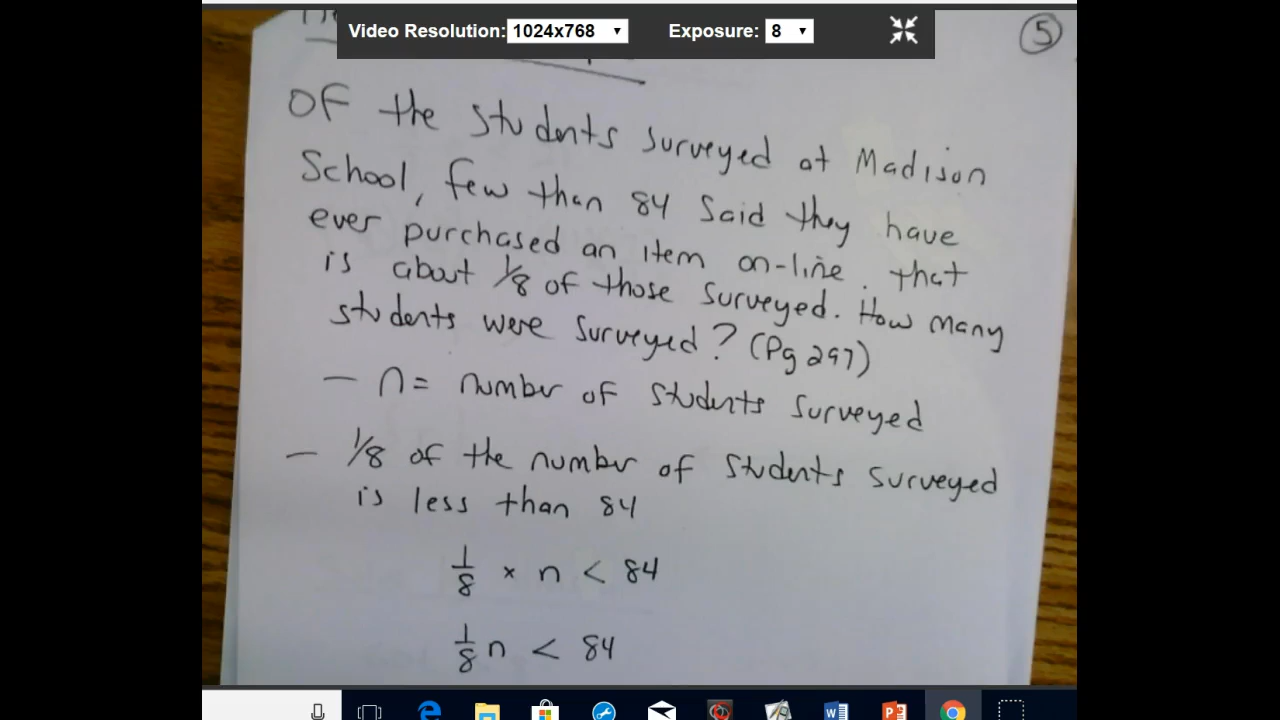 Video Resolution: 1024x768 Exposure: 8
5
OF the students surveyed at Madison
School, few than 84 said they have
ever purchased an item on-line. that
is about 1/8 of those surveyed. How many
students were surveyed? (Pg 297)
— n = number of students surveyed
— 1/8 of the number of students surveyed
is less than 84
1/8 × n < 84
1/8 n < 84